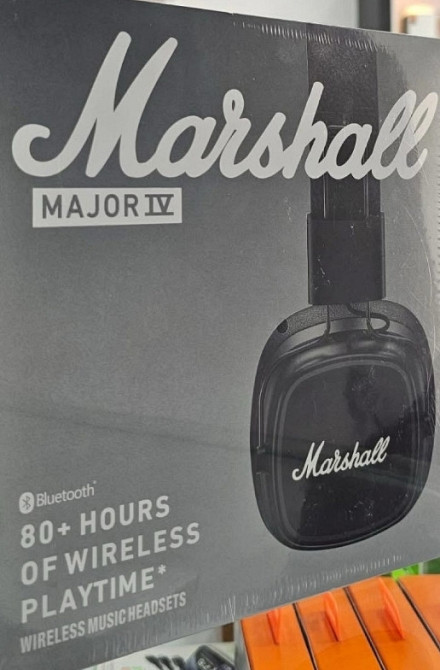 Marshall
MAJOR IV
Marshall
Bluetooth®
80+ HOURS
OF WIRELESS
PLAYTIME*
WIRELESS MUSIC HEADSETS